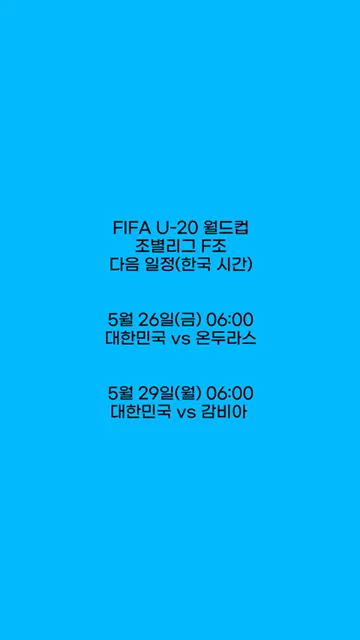 FIFA U-20 월드컵
조별리그 F조
다음 일정(한국 시간)
5월 26일(금) 06:00
대한민국 vs 온두라스
5월 29일(월) 06:00
대한민국 vs 감비아